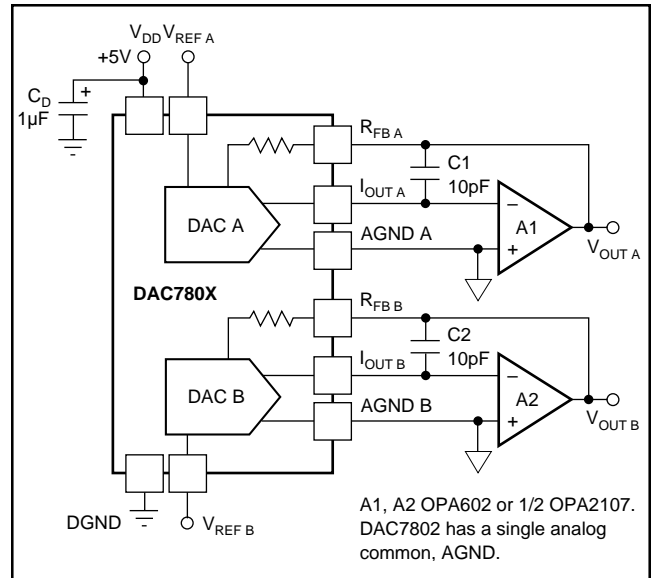 V_DD V_REF A
+5V
C_D
+
1µF
R_FB A
C1
10pF
I_OUT A
DAC A
AGND A
−
A1
+
V_OUT A
DAC780X
R_FB B
C2
10pF
I_OUT B
DAC B
AGND B
−
A2
+
V_OUT B
DGND
V_REF B
A1, A2 OPA602 or 1/2 OPA2107.
DAC7802 has a single analog
common, AGND.